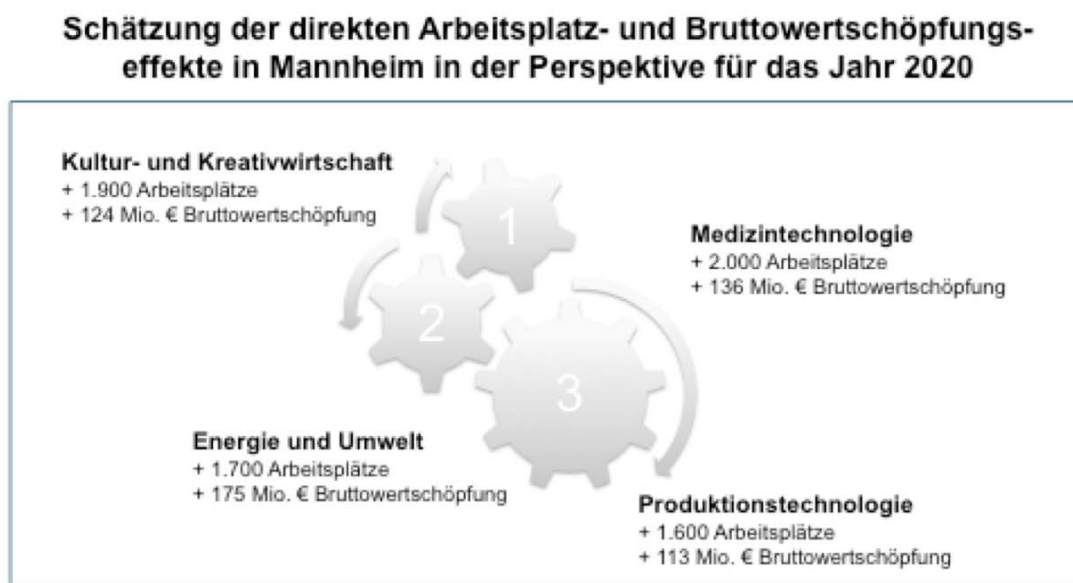 Schätzung der direkten Arbeitsplatz- und Bruttowertschöpfungs-
effekte in Mannheim in der Perspektive für das Jahr 2020
Kultur- und Kreativwirtschaft
+ 1.900 Arbeitsplätze
+ 124 Mio. € Bruttowertschöpfung
1
Medizintechnologie
+ 2.000 Arbeitsplätze
+ 136 Mio. € Bruttowertschöpfung
2
3
Energie und Umwelt
+ 1.700 Arbeitsplätze
+ 175 Mio. € Bruttowertschöpfung
Produktionstechnologie
+ 1.600 Arbeitsplätze
+ 113 Mio. € Bruttowertschöpfung